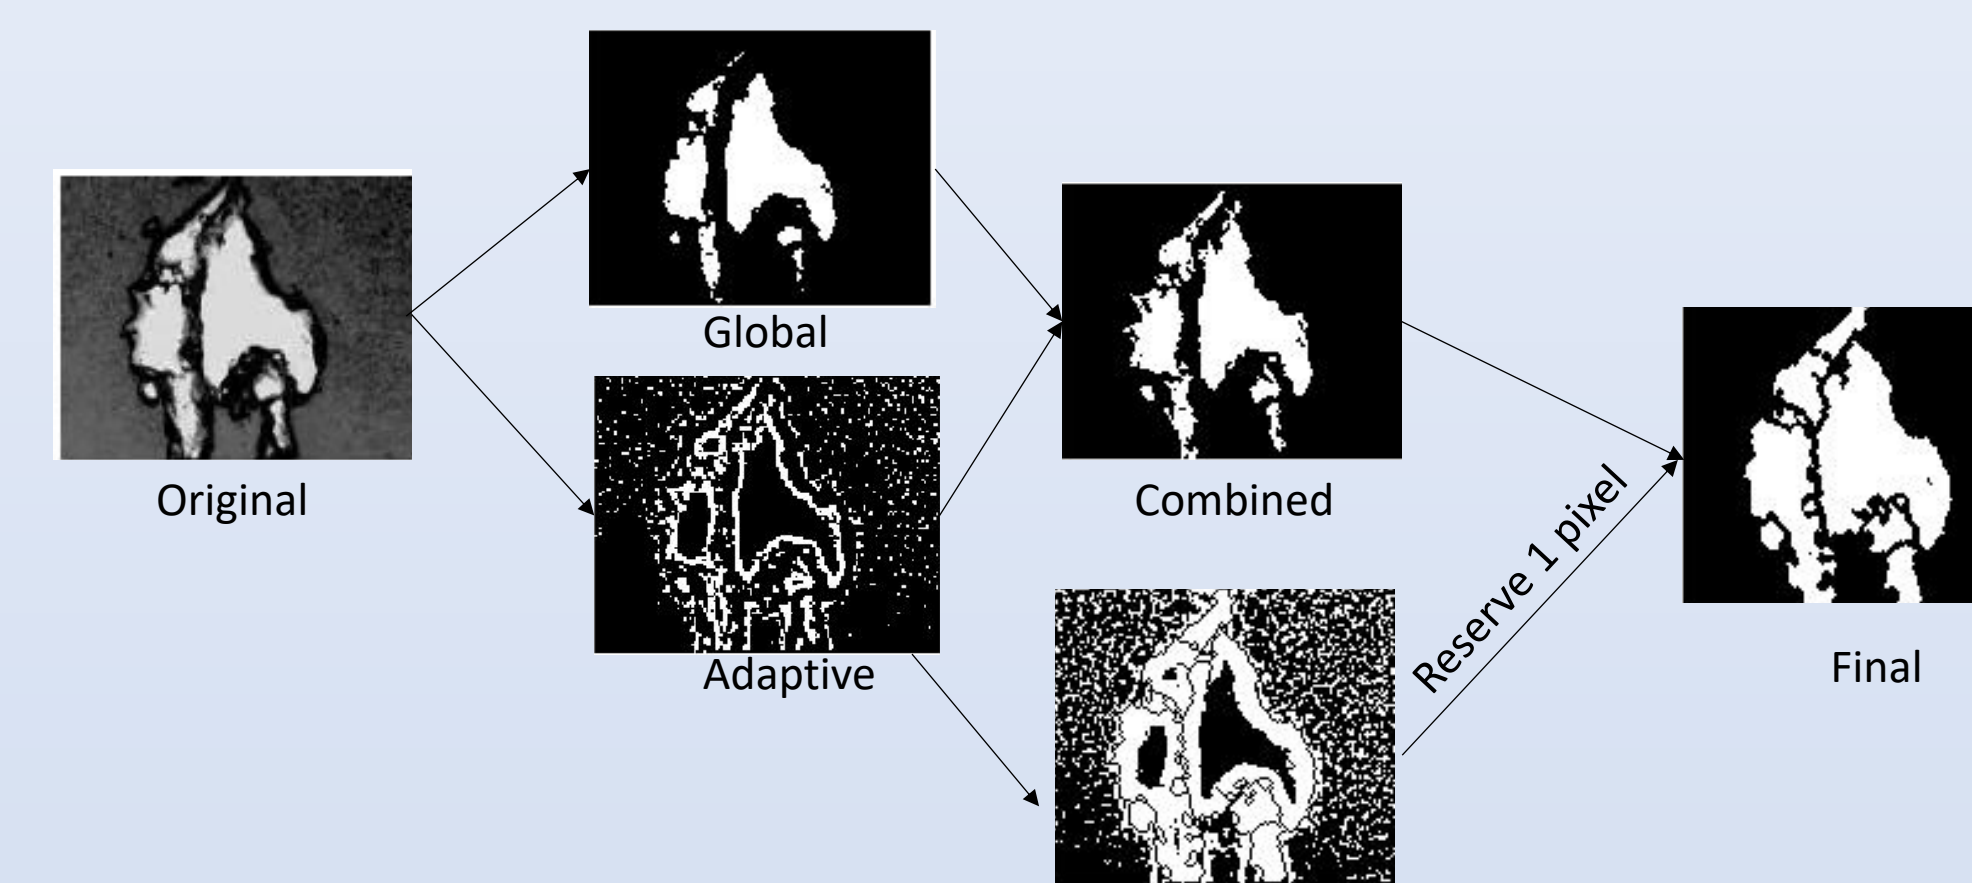 Original
Global
Adaptive
Combined
Reserve 1 pixel
Final